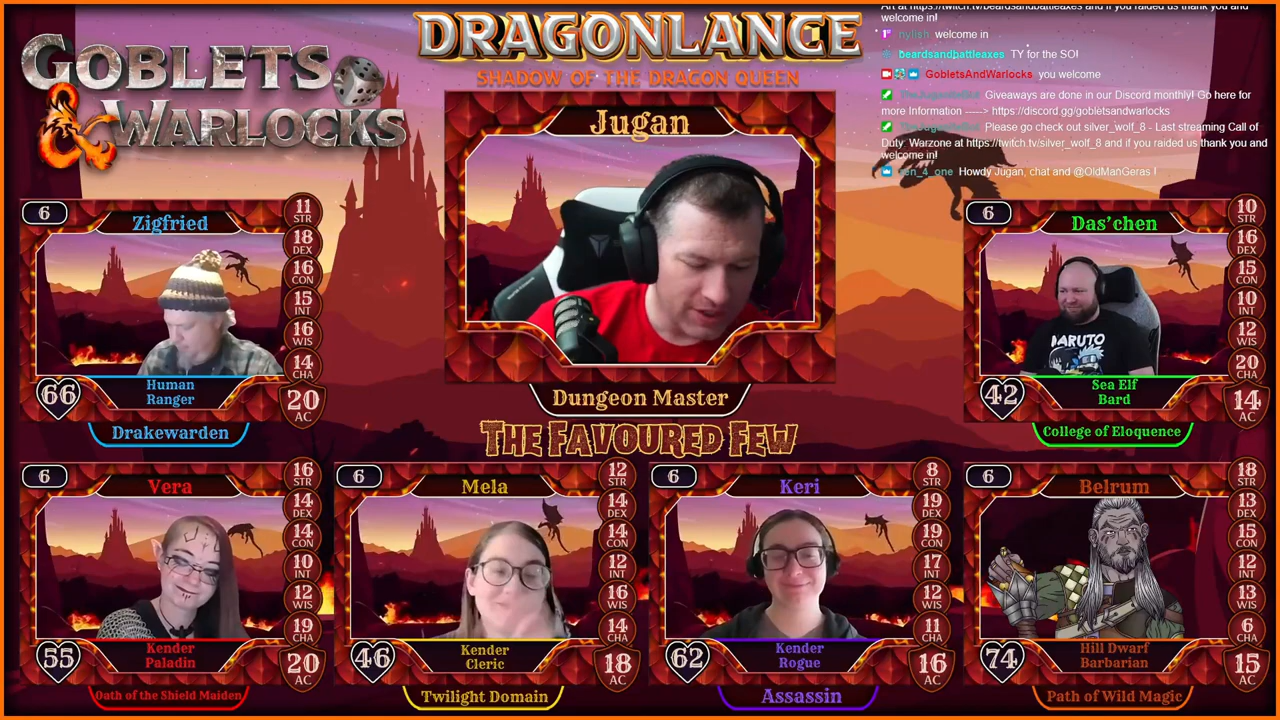 GOBLETS
& WARLOCKS
DRAGONLANCE
SHADOW OF THE DRAGON QUEEN
Jugan
Dungeon Master
THE FAVOURED FEW
Art at https://twitch.tv/beardsandbattleaxes and if you raided us thank you and
welcome in!
nylish welcome in
beardsandbattleaxes TY for the SO!
GobletsAndWarlocks you welcome
Giveaways are done in our Discord monthly! Go here for
more Information -----> https://discord.gg/gobletsandwarlocks
Please go check out silver_wolf_8 - Last streaming Call of
Duty: Warzone at https://twitch.tv/silver_wolf_8 and if you raided us thank you and
welcome in!
Howdy Jugan, chat and @OldManGeras !
6
Zigfried
11
STR
18
DEX
16
CON
15
INT
16
WIS
14
CHA
66
Human
Ranger
20
AC
Drakewarden
6
Das'chen
10
STR
16
DEX
15
CON
10
INT
12
WIS
20
CHA
NARUTO
42
Sea Elf
Bard
14
AC
College of Eloquence
6
Vera
16
STR
14
DEX
14
CON
10
INT
12
WIS
19
CHA
55
Kender
Paladin
20
AC
Oath of the Shield Maiden
6
Mela
12
STR
14
DEX
14
CON
12
INT
16
WIS
14
CHA
46
Kender
Cleric
18
AC
Twilight Domain
6
Keri
8
STR
19
DEX
19
CON
17
INT
12
WIS
11
CHA
62
Kender
Rogue
16
AC
Assassin
6
Belrum
18
STR
13
DEX
15
CON
12
INT
13
WIS
6
CHA
74
Hill Dwarf
Barbarian
15
AC
Path of Wild Magic